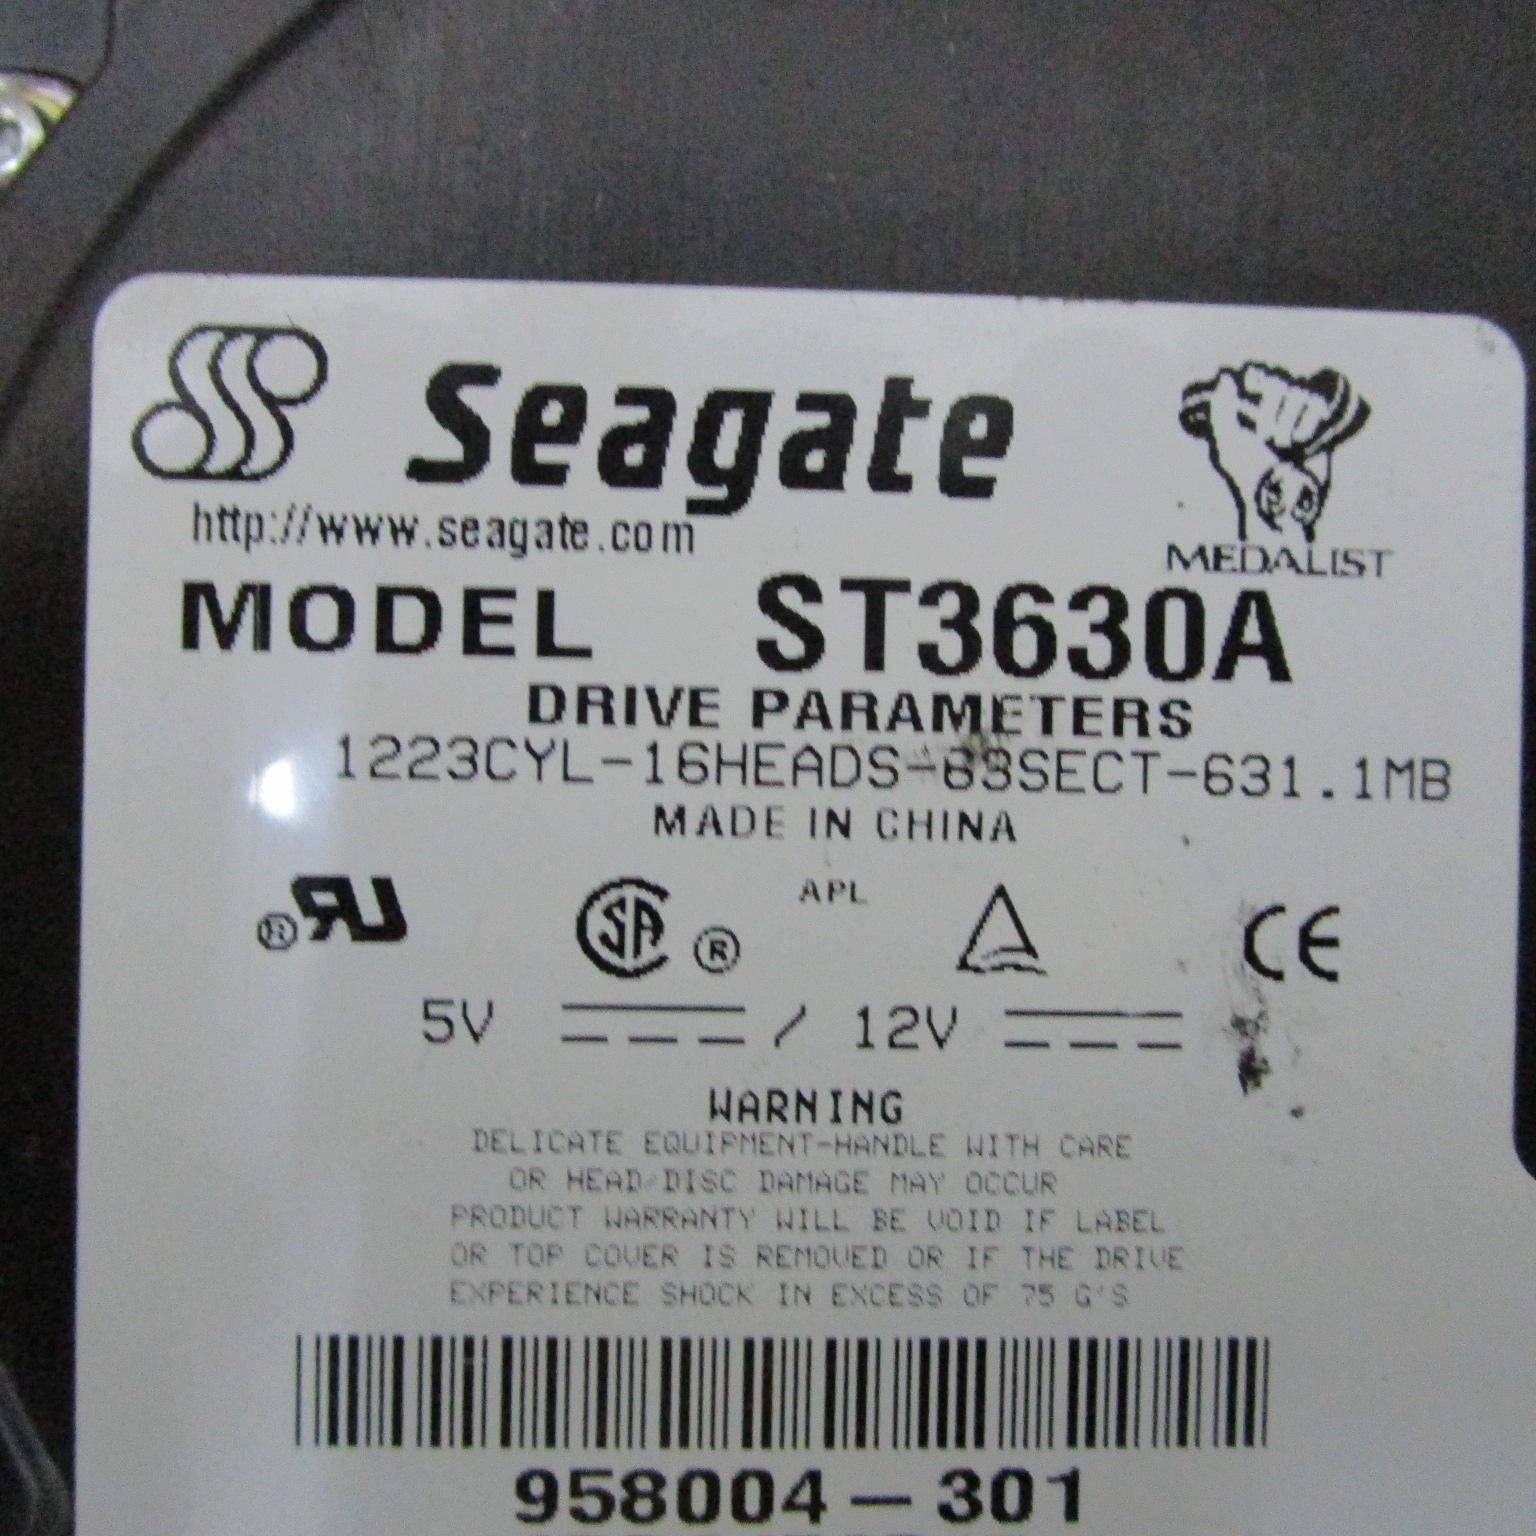 Seagate
http://www.seagate.com
MEDALIST
MODEL ST3630A
DRIVE PARAMETERS
1223CYL-16HEADS-63SECT-631.1MB
MADE IN CHINA
® RU
SA ®
APL
CE
5V / 12V
WARNING
DELICATE EQUIPMENT-HANDLE WITH CARE
OR HEAD/DISC DAMAGE MAY OCCUR
PRODUCT WARRANTY WILL BE VOID IF LABEL
OR TOP COVER IS REMOVED OR IF THE DRIVE
EXPERIENCE SHOCK IN EXCESS OF 75 G'S
958004-301